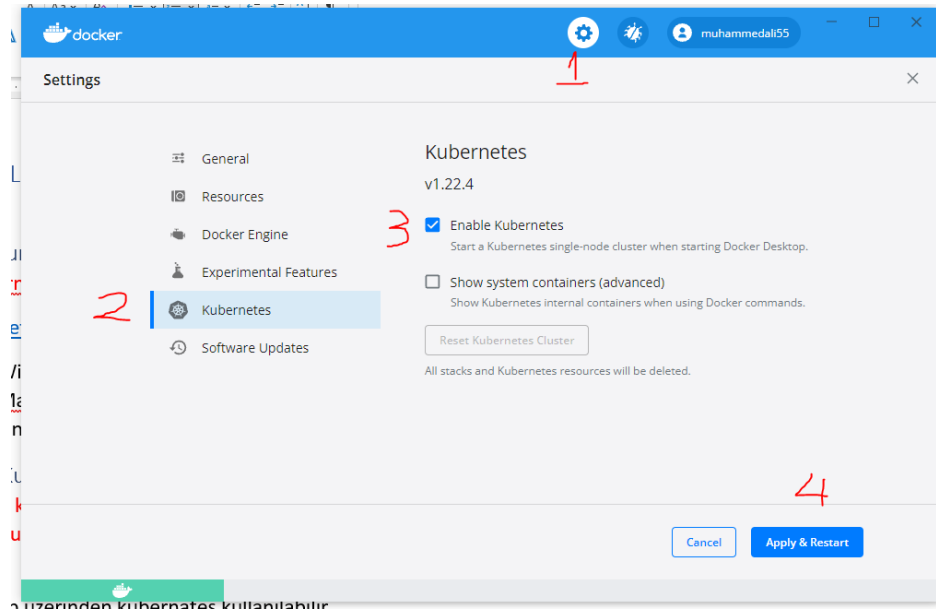 docker
muhammedali55
1
Settings
General
Resources
Docker Engine
Experimental Features
2
Kubernetes
Software Updates
Kubernetes
v1.22.4
3
Enable Kubernetes
Start a Kubernetes single-node cluster when starting Docker Desktop.
Show system containers (advanced)
Show Kubernetes internal containers when using Docker commands.
Reset Kubernetes Cluster
All stacks and Kubernetes resources will be deleted.
4
Cancel
Apply & Restart
üzerinden kubernates kullanılabilir